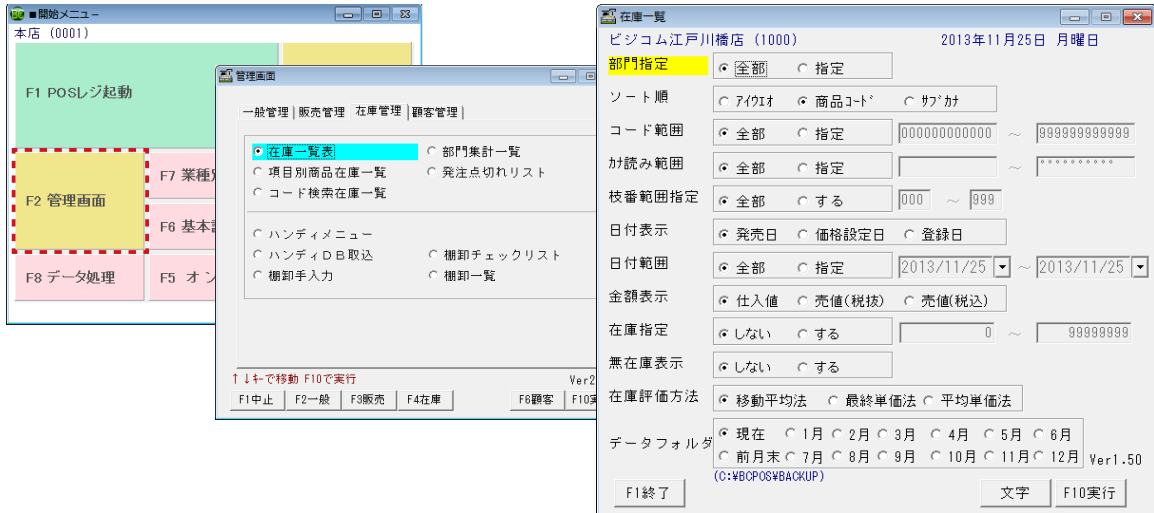 ■開始メニュー
本店 (0001)
F1 POSレジ起動
F2 管理画面
F7 業種
F6 基本
F8 データ処理
F5 オン
管理画面
一般管理 販売管理 在庫管理 顧客管理
在庫一覧表 部門集計一覧
項目別商品在庫一覧 発注点切れリスト
コード検索在庫一覧
ハンディメニュー
ハンディDB取込 棚卸チェックリスト
棚卸手入力 棚卸一覧
↑↓キーで移動 F10で実行 Ver2
F1中止 F2一般 F3販売 F4在庫 F6顧客 F10実
在庫一覧
ビジコム江戸川橋店 (1000) 2013年11月25日 月曜日
部門指定 全部 指定
ソート順 アイウエオ 商品コード サブカナ
コード範囲 全部 指定 000000000000 ～ 999999999999
カナ読み範囲 全部 指定 ～ ﾟﾟﾟﾟﾟﾟﾟﾟﾟﾟ
枝番範囲指定 全部 する 000 ～ 999
日付表示 発売日 価格設定日 登録日
日付範囲 全部 指定 2013/11/25 ～ 2013/11/25
金額表示 仕入値 売値(税抜) 売値(税込)
在庫指定 しない する 0 ～ 99999999
無在庫表示 しない する
在庫評価方法 移動平均法 最終単価法 平均単価法
データフォルダ 現在 1月 2月 3月 4月 5月 6月
前月末 7月 8月 9月 10月 11月 12月 Ver1.50
(C:¥BCPOS¥BACKUP)
F1終了 文字 F10実行